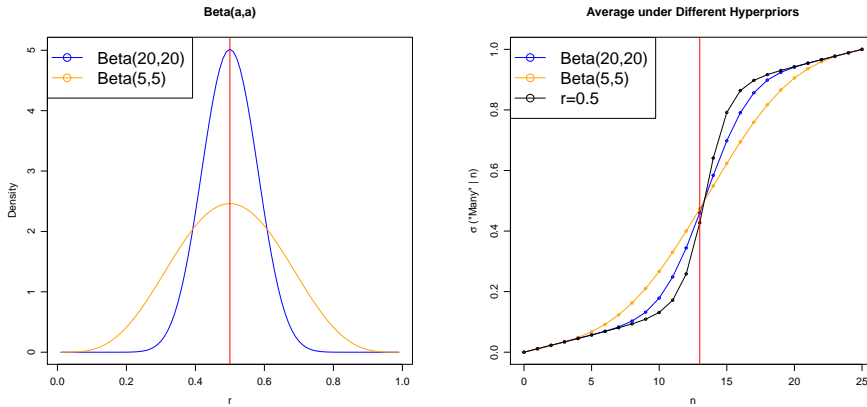 Beta(a,a)
Beta(20,20)
Beta(5,5)
Density
0 1 2 3 4 5
0.0 0.2 0.4 0.6 0.8 1.0
r
Average under Different Hyperpriors
Beta(20,20)
Beta(5,5)
r=0.5
σ ("Many" | n)
0.0 0.2 0.4 0.6 0.8 1.0
0 5 10 15 20 25
n